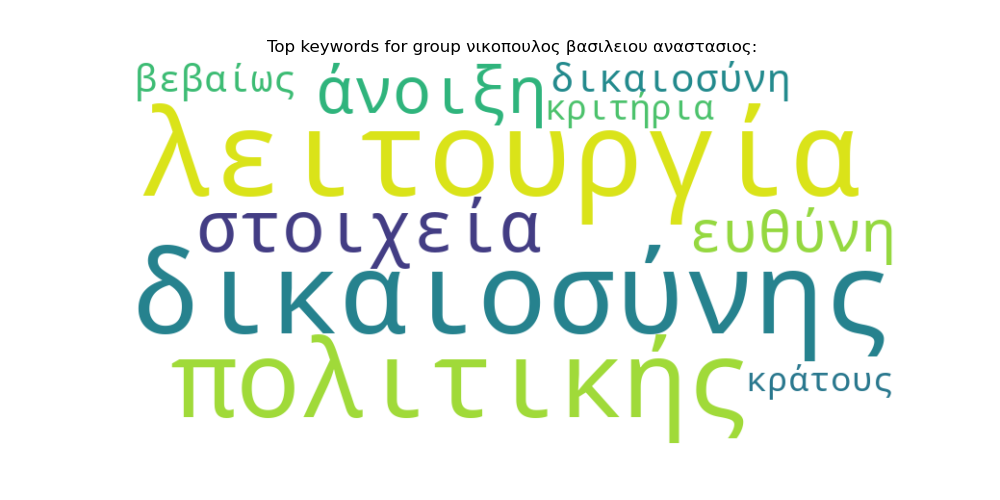 Top keywords for group νικοπουλος βασιλειου αναστασιος:
βεβαίως άνοιξη δικαιοσύνη
κριτήρια
λειτουργία
στοιχεία ευθύνη
δικαιοσύνης
πολιτικής κράτους